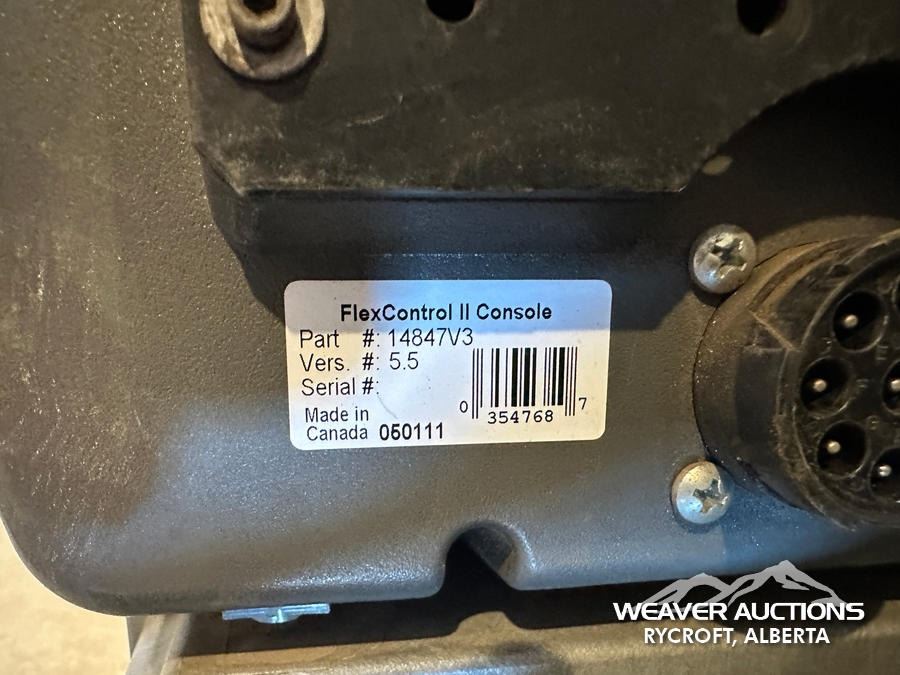 FlexControl II Console
Part #: 14847V3
Vers. #: 5.5
Serial #:
0 354768 7
Made in
Canada 050111
WEAVER AUCTIONS
RYCROFT, ALBERTA